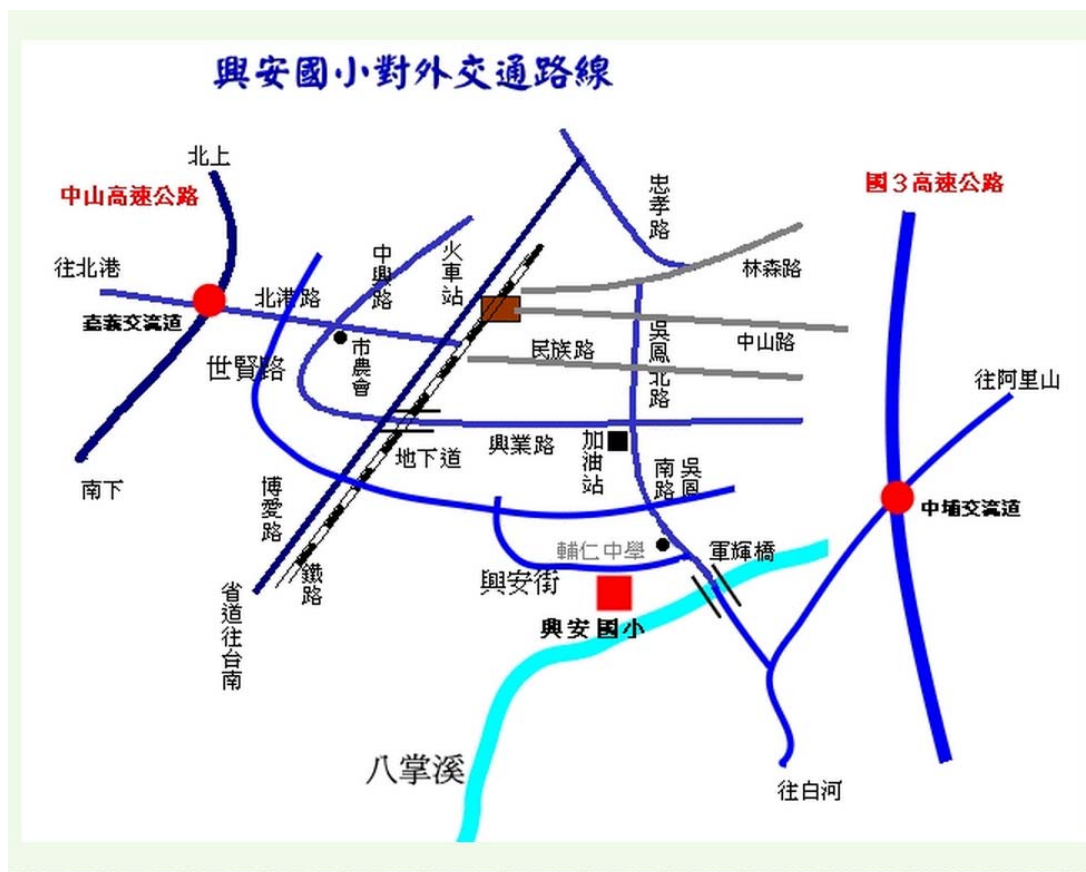 興安國小對外交通路線
北上
中山高速公路
國3高速公路
忠孝路
往北港
北港路
中興路
火車站
林森路
嘉義交流道
世賢路
市農會
民族路
吳鳳北路
中山路
往阿里山
地下道
興業路
加油站
吳鳳南路
南下
博愛路
中埔交流道
輔仁中學
軍輝橋
鐵路
興安街
省道往台南
興安國小
八掌溪
往白河